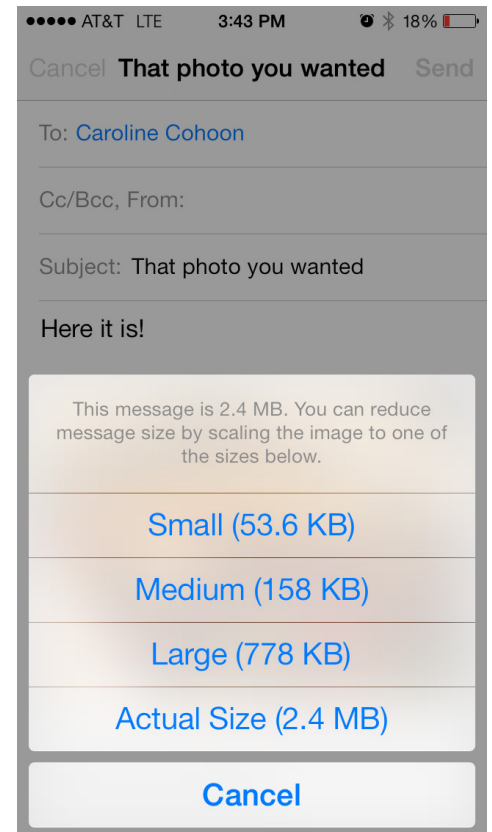 AT&T LTE 3:43 PM 18%
Cancel That photo you wanted Send
To: Caroline Cohoon
Cc/Bcc, From:
Subject: That photo you wanted
Here it is!
This message is 2.4 MB. You can reduce
message size by scaling the image to one of
the sizes below.
Small (53.6 KB)
Medium (158 KB)
Large (778 KB)
Actual Size (2.4 MB)
Cancel